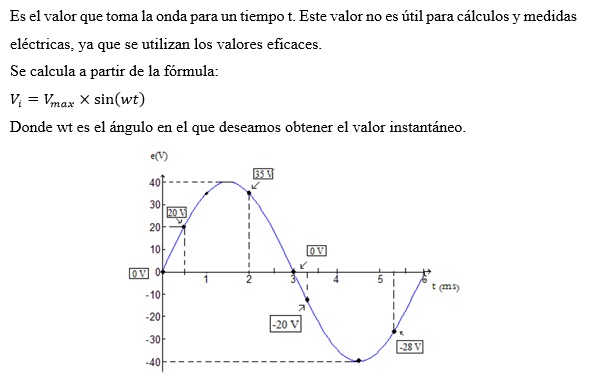 Es el valor que toma la onda para un tiempo t. Este valor no es útil para cálculos y medidas
eléctricas, ya que se utilizan los valores eficaces.
Se calcula a partir de la fórmula:
𝑉𝑖 = 𝑉𝑚𝑎𝑥 × sin(𝑤𝑡)
Donde wt es el ángulo en el que deseamos obtener el valor instantáneo.
e(V)
35 V
40
30
20 V
20
10
0 V
0 V 0
1 2 3 4 5 6
t (ms)
-10
-20
-20 V
-30
-28 V
-40